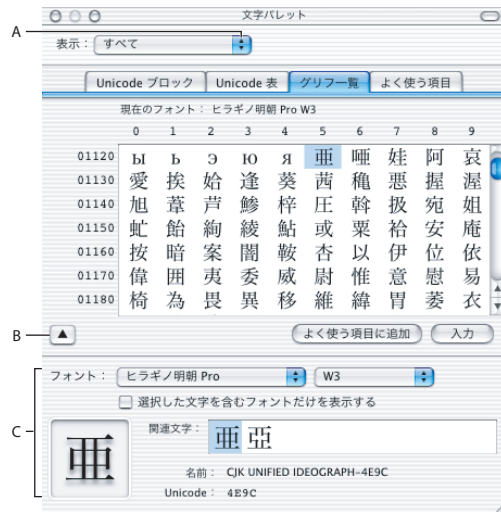 文字パレット
A
表示： すべて
Unicode ブロック Unicode 表 グリフ一覧 よく使う項目
現在のフォント： ヒラギノ明朝 Pro W3
0 1 2 3 4 5 6 7 8 9
01120 ы ь э ю я 亜 唖 娃 阿 哀
01130 愛 挨 姶 逢 葵 茜 穐 悪 握 渥
01140 旭 葦 芦 鯵 梓 圧 斡 扱 宛 姐
01150 虻 飴 絢 綾 鮎 或 粟 袷 安 庵
01160 按 暗 案 闇 鞍 杏 以 伊 位 依
01170 偉 囲 夷 委 威 尉 惟 意 慰 易
01180 椅 為 畏 異 移 維 緯 胃 萎 衣
B
よく使う項目に追加 入力
フォント： ヒラギノ明朝 Pro W3
選択した文字を含むフォントだけを表示する
C
関連文字： 亜 亞
亜
名前： CJK UNIFIED IDEOGRAPH-4E9C
Unicode： 4E9C